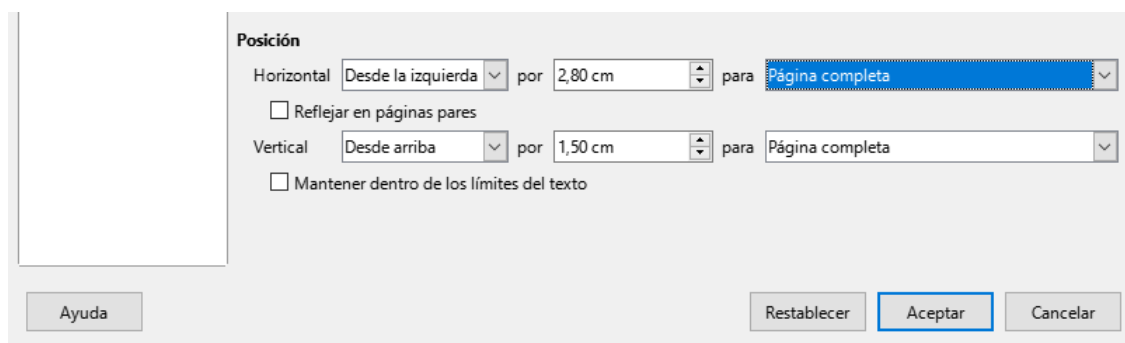 Posición
Horizontal Desde la izquierda por 2,80 cm para Página completa
Reflejar en páginas pares
Vertical Desde arriba por 1,50 cm para Página completa
Mantener dentro de los límites del texto
Ayuda Restablecer Aceptar Cancelar